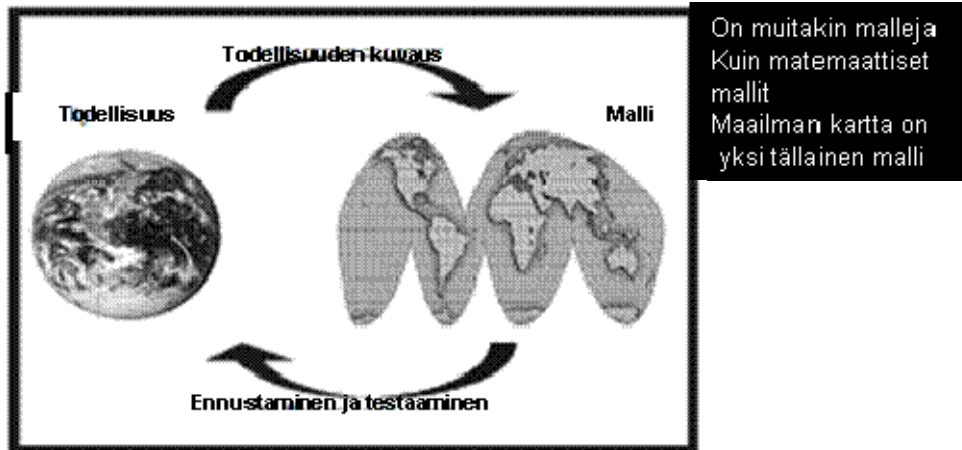 Todellisuuden kuvaus
Todellisuus
Malli
Ennustaminen ja testaaminen
On muitakin malleja
Kuin matemaattiset
mallit
Maailman kartta on
yksi tällainen malli